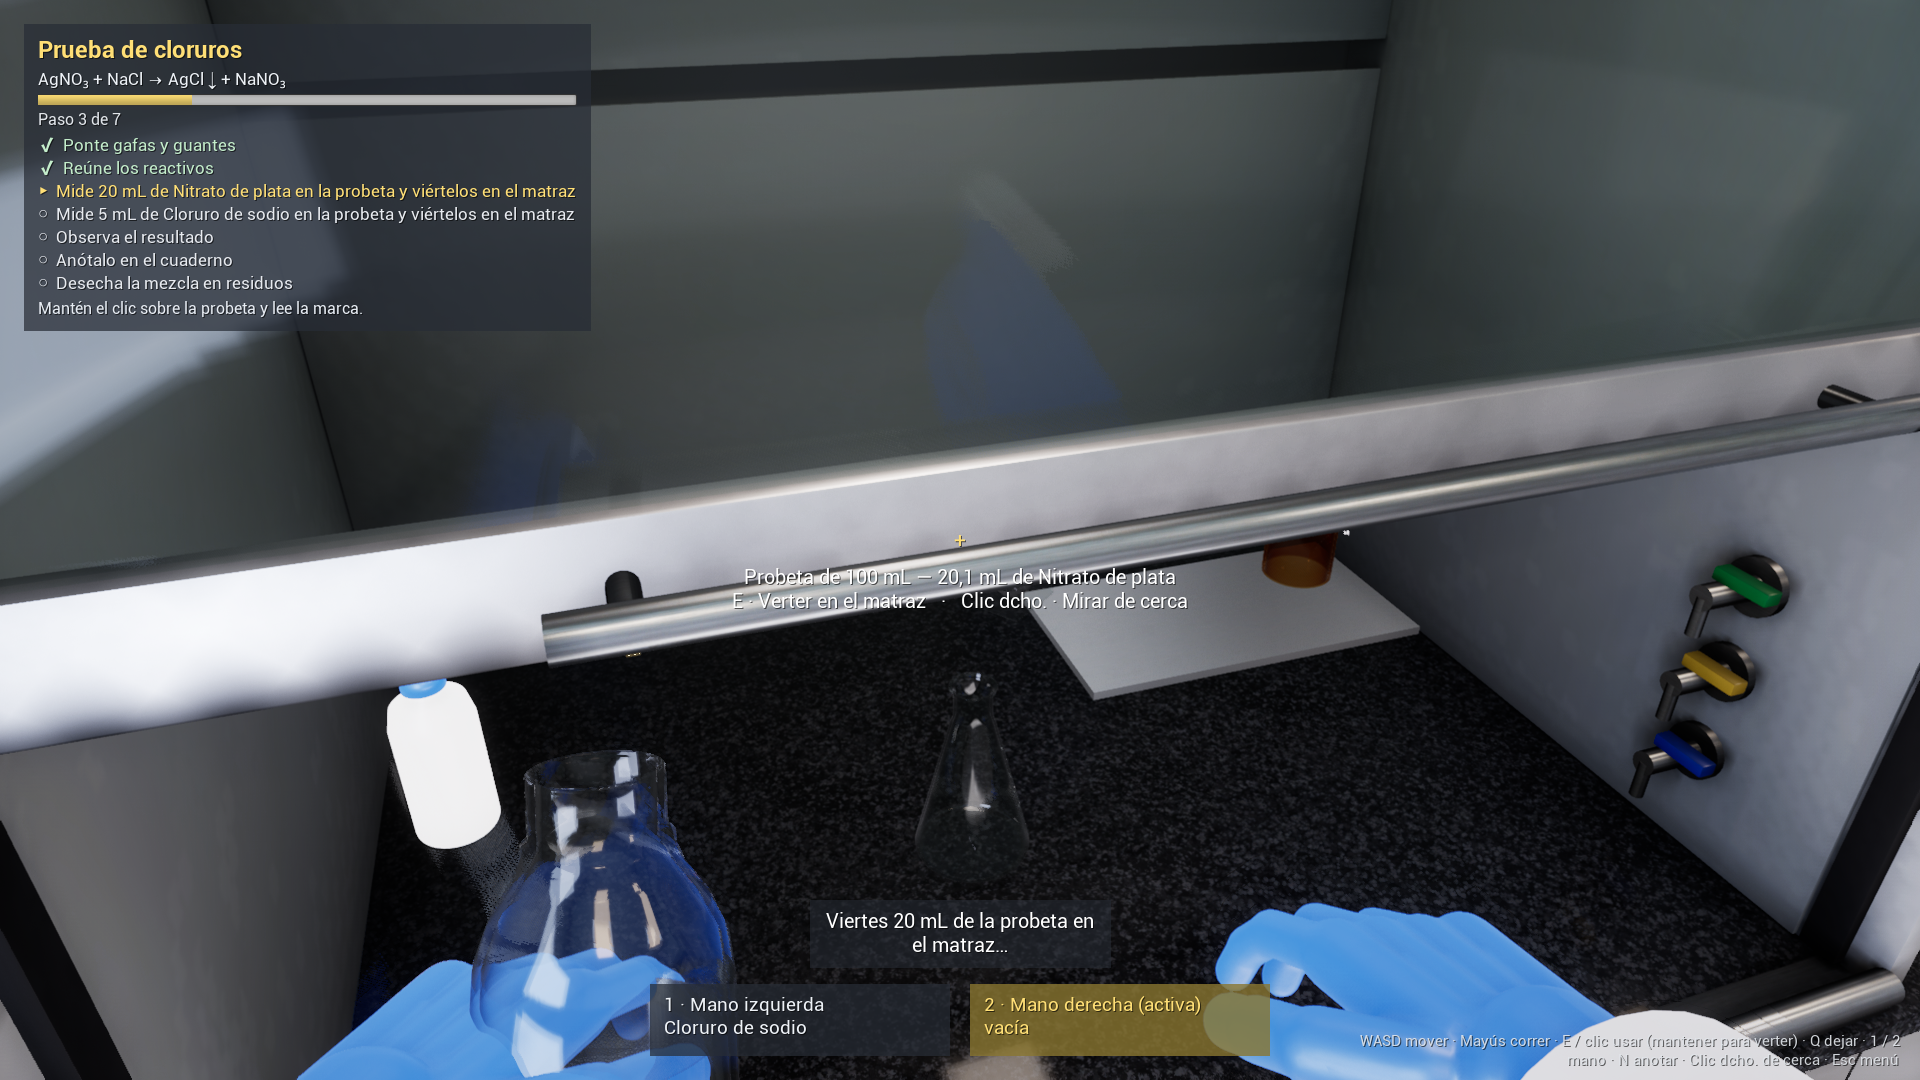 Prueba de cloruros
AgNO₃ + NaCl → AgCl↓ + NaNO₃
Paso 3 de 7
✓ Ponte gafas y guantes
✓ Reúne los reactivos
▸ Mide 20 mL de Nitrato de plata en la probeta y viértelos en el matraz
○ Mide 5 mL de Cloruro de sodio en la probeta y viértelos en el matraz
○ Observa el resultado
○ Anótalo en el cuaderno
○ Desecha la mezcla en residuos
Mantén el clic sobre la probeta y lee la marca.
Probeta de 100 mL — 20,1 mL de Nitrato de plata
E · Verter en el matraz · Clic dcho. · Mirar de cerca
Viertes 20 mL de la probeta en
el matraz...
1 · Mano izquierda
Cloruro de sodio
2 · Mano derecha (activa)
vacía
WASD mover · Mayús correr · E / clic usar (mantener para verter) · Q dejar · 1 / 2
mano · N anotar · Clic dcho. de cerca · Esc menú